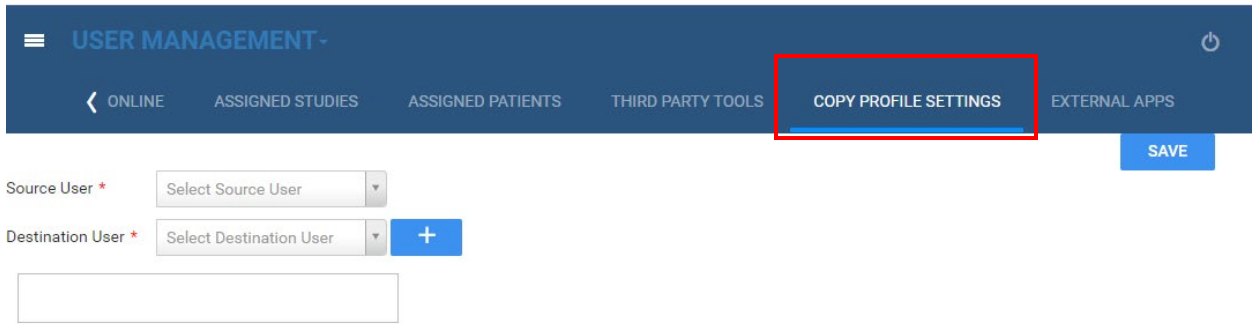 USER MANAGEMENT
ONLINE ASSIGNED STUDIES ASSIGNED PATIENTS THIRD PARTY TOOLS COPY PROFILE SETTINGS EXTERNAL APPS
SAVE
Source User * Select Source User
Destination User * Select Destination User +